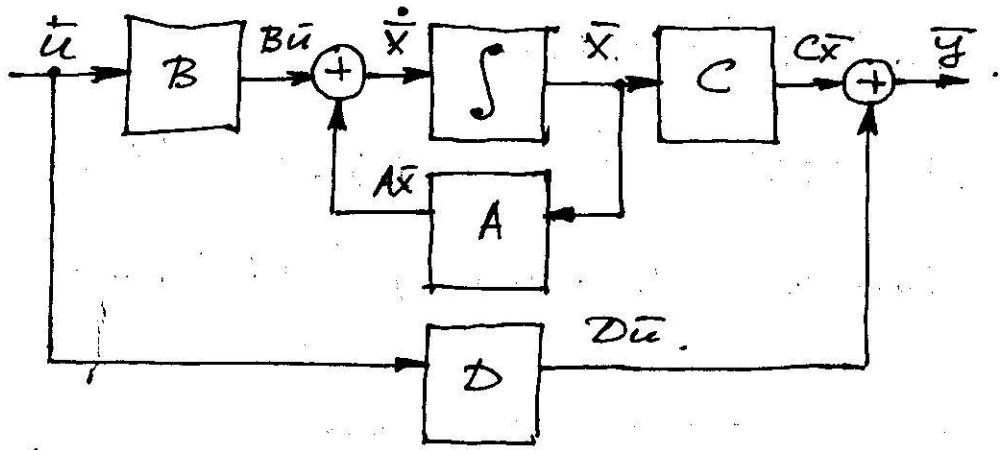 ū B Bū + ẋ̄ ∫ x̄ C Cx̄ + ȳ
Ax̄ A
D Dū